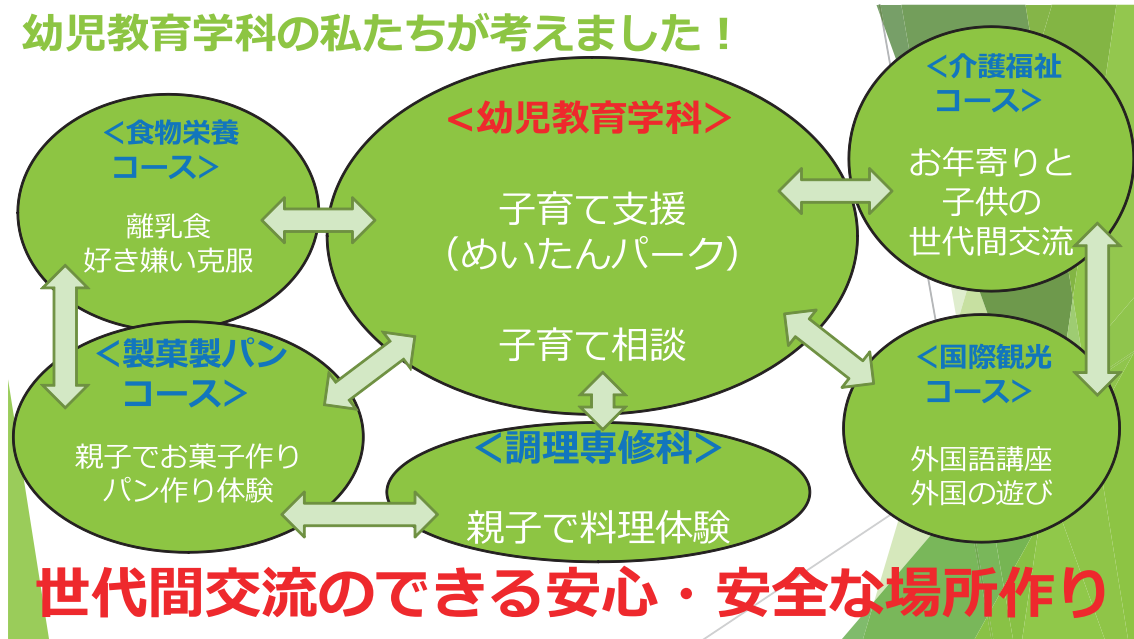 幼児教育学科の私たちが考えました！
＜食物栄養
コース＞
離乳食
好き嫌い克服
＜幼児教育学科＞
子育て支援
（めいたんパーク）
子育て相談
＜介護福祉
コース＞
お年寄りと
子供の
世代間交流
＜製菓製パン
コース＞
親子でお菓子作り
パン作り体験
＜調理専修科＞
親子で料理体験
＜国際観光
コース＞
外国語講座
外国の遊び
世代間交流のできる安心・安全な場所作り